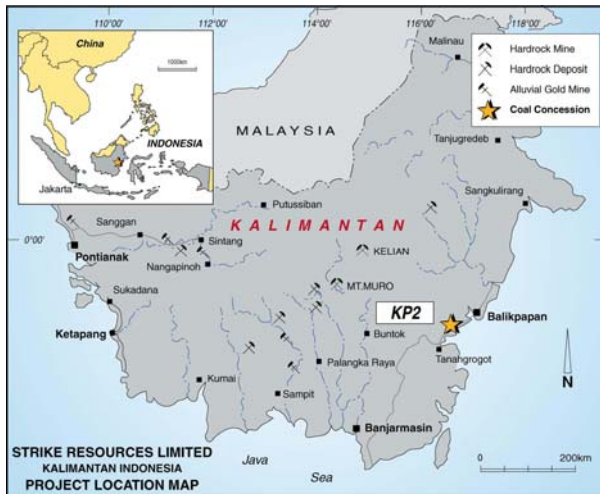 110°00'
112°00'
114°00'
116°00'
118°00'
China
1000km
INDONESIA
Jakarta
Hardrock Mine
Hardrock Deposit
Alluvial Gold Mine
Coal Concession
Malinau
MALAYSIA
Tanjugredeb
Sangkulirang
Putussiban
KALIMANTAN
Sanggan
Sintang
0°00'
Pontianak
Nangapinoh
KELIAN
MT.MURO
Sukadana
KP2
Balikpapan
Ketapang
Buntok
Tanahgrogot
Palangka Raya
Kumai
Sampit
Banjarmasin
N
STRIKE RESOURCES LIMITED
KALIMANTAN INDONESIA
PROJECT LOCATION MAP
Java
Sea
0
200km